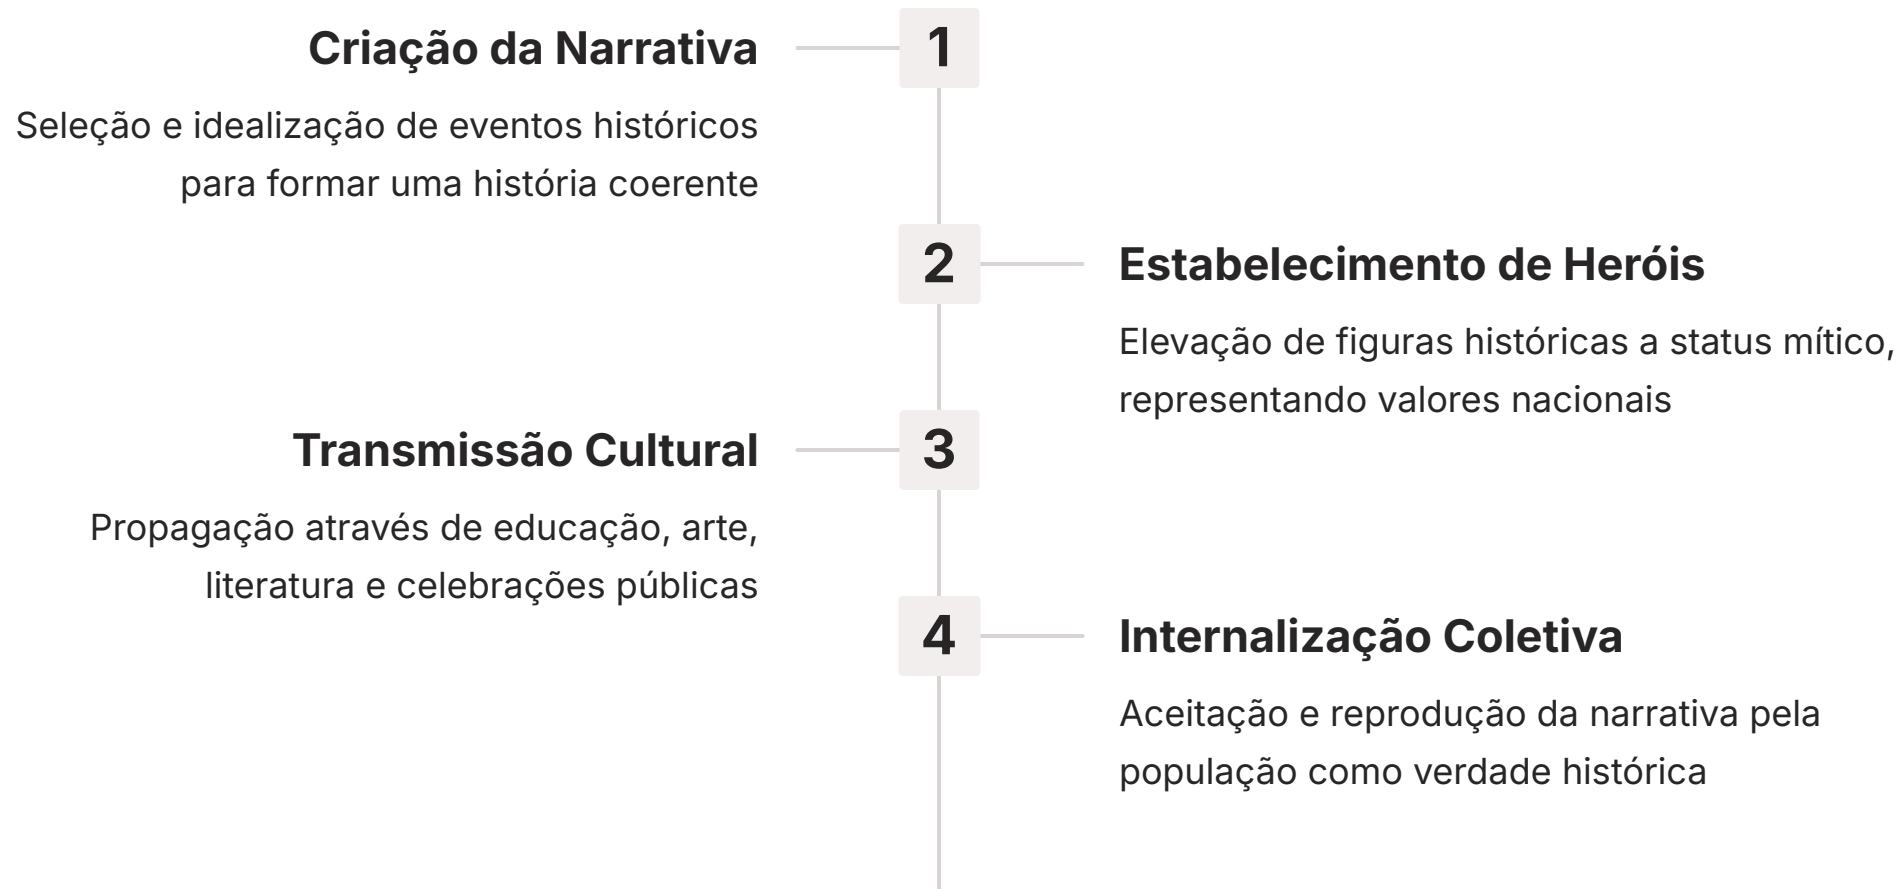 Criação da Narrativa
1
Seleção e idealização de eventos históricos
para formar uma história coerente
2
Estabelecimento de Heróis
Elevação de figuras históricas a status mítico,
representando valores nacionais
Transmissão Cultural
3
Propagação através de educação, arte,
literatura e celebrações públicas
4
Internalização Coletiva
Aceitação e reprodução da narrativa pela
população como verdade histórica